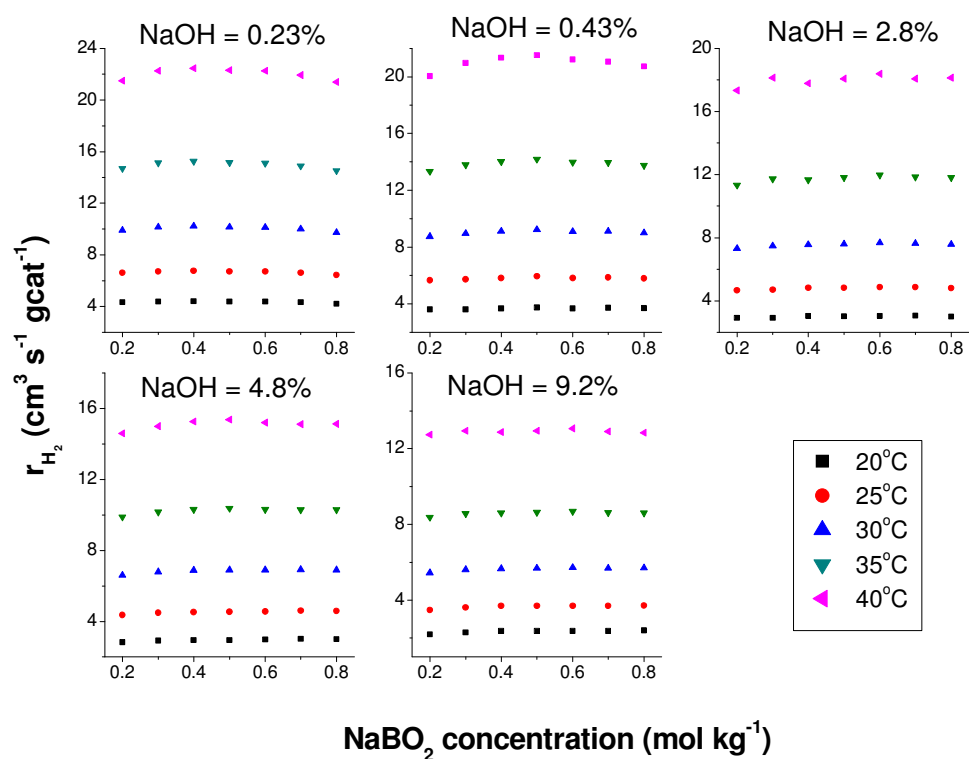 NaOH = 0.23%
24
20
16
12
8
4
0.2 0.4 0.6 0.8
NaOH = 0.43%
20
16
12
8
4
0.2 0.4 0.6 0.8
NaOH = 2.8%
20
16
12
8
4
0.2 0.4 0.6 0.8
NaOH = 4.8%
16
12
8
4
0.2 0.4 0.6 0.8
NaOH = 9.2%
16
12
8
4
0.2 0.4 0.6 0.8
r_H₂ (cm³ s⁻¹ gcat⁻¹)
20°C
25°C
30°C
35°C
40°C
NaBO₂ concentration (mol kg⁻¹)